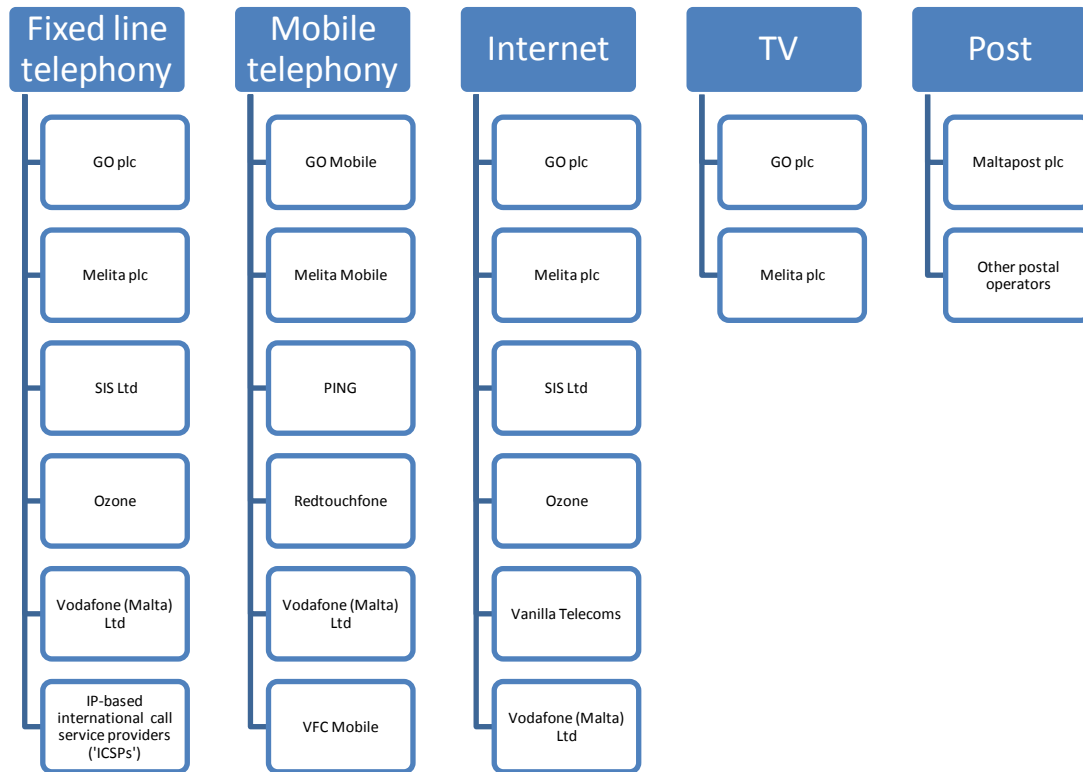 Fixed line
telephony
GO plc
Melita plc
SIS Ltd
Ozone
Vodafone (Malta)
Ltd
IP-based
international call
service providers
('ICSPs')
Mobile
telephony
GO Mobile
Melita Mobile
PING
Redtouchfone
Vodafone (Malta)
Ltd
VFC Mobile
Internet
GO plc
Melita plc
SIS Ltd
Ozone
Vanilla Telecoms
Vodafone (Malta)
Ltd
TV
GO plc
Melita plc
Post
Maltapost plc
Other postal
operators